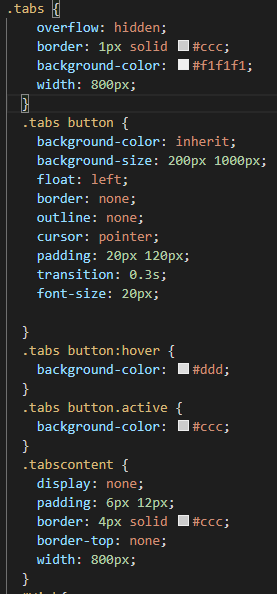 .tabs {
overflow: hidden;
border: 1px solid #ccc;
background-color: #f1f1f1;
width: 800px;
}
.tabs button {
background-color: inherit;
background-size: 200px 1000px;
float: left;
border: none;
outline: none;
cursor: pointer;
padding: 20px 120px;
transition: 0.3s;
font-size: 20px;
}
.tabs button:hover {
background-color: #ddd;
}
.tabs button.active {
background-color: #ccc;
}
.tabscontent {
display: none;
padding: 6px 12px;
border: 4px solid #ccc;
border-top: none;
width: 800px;
}